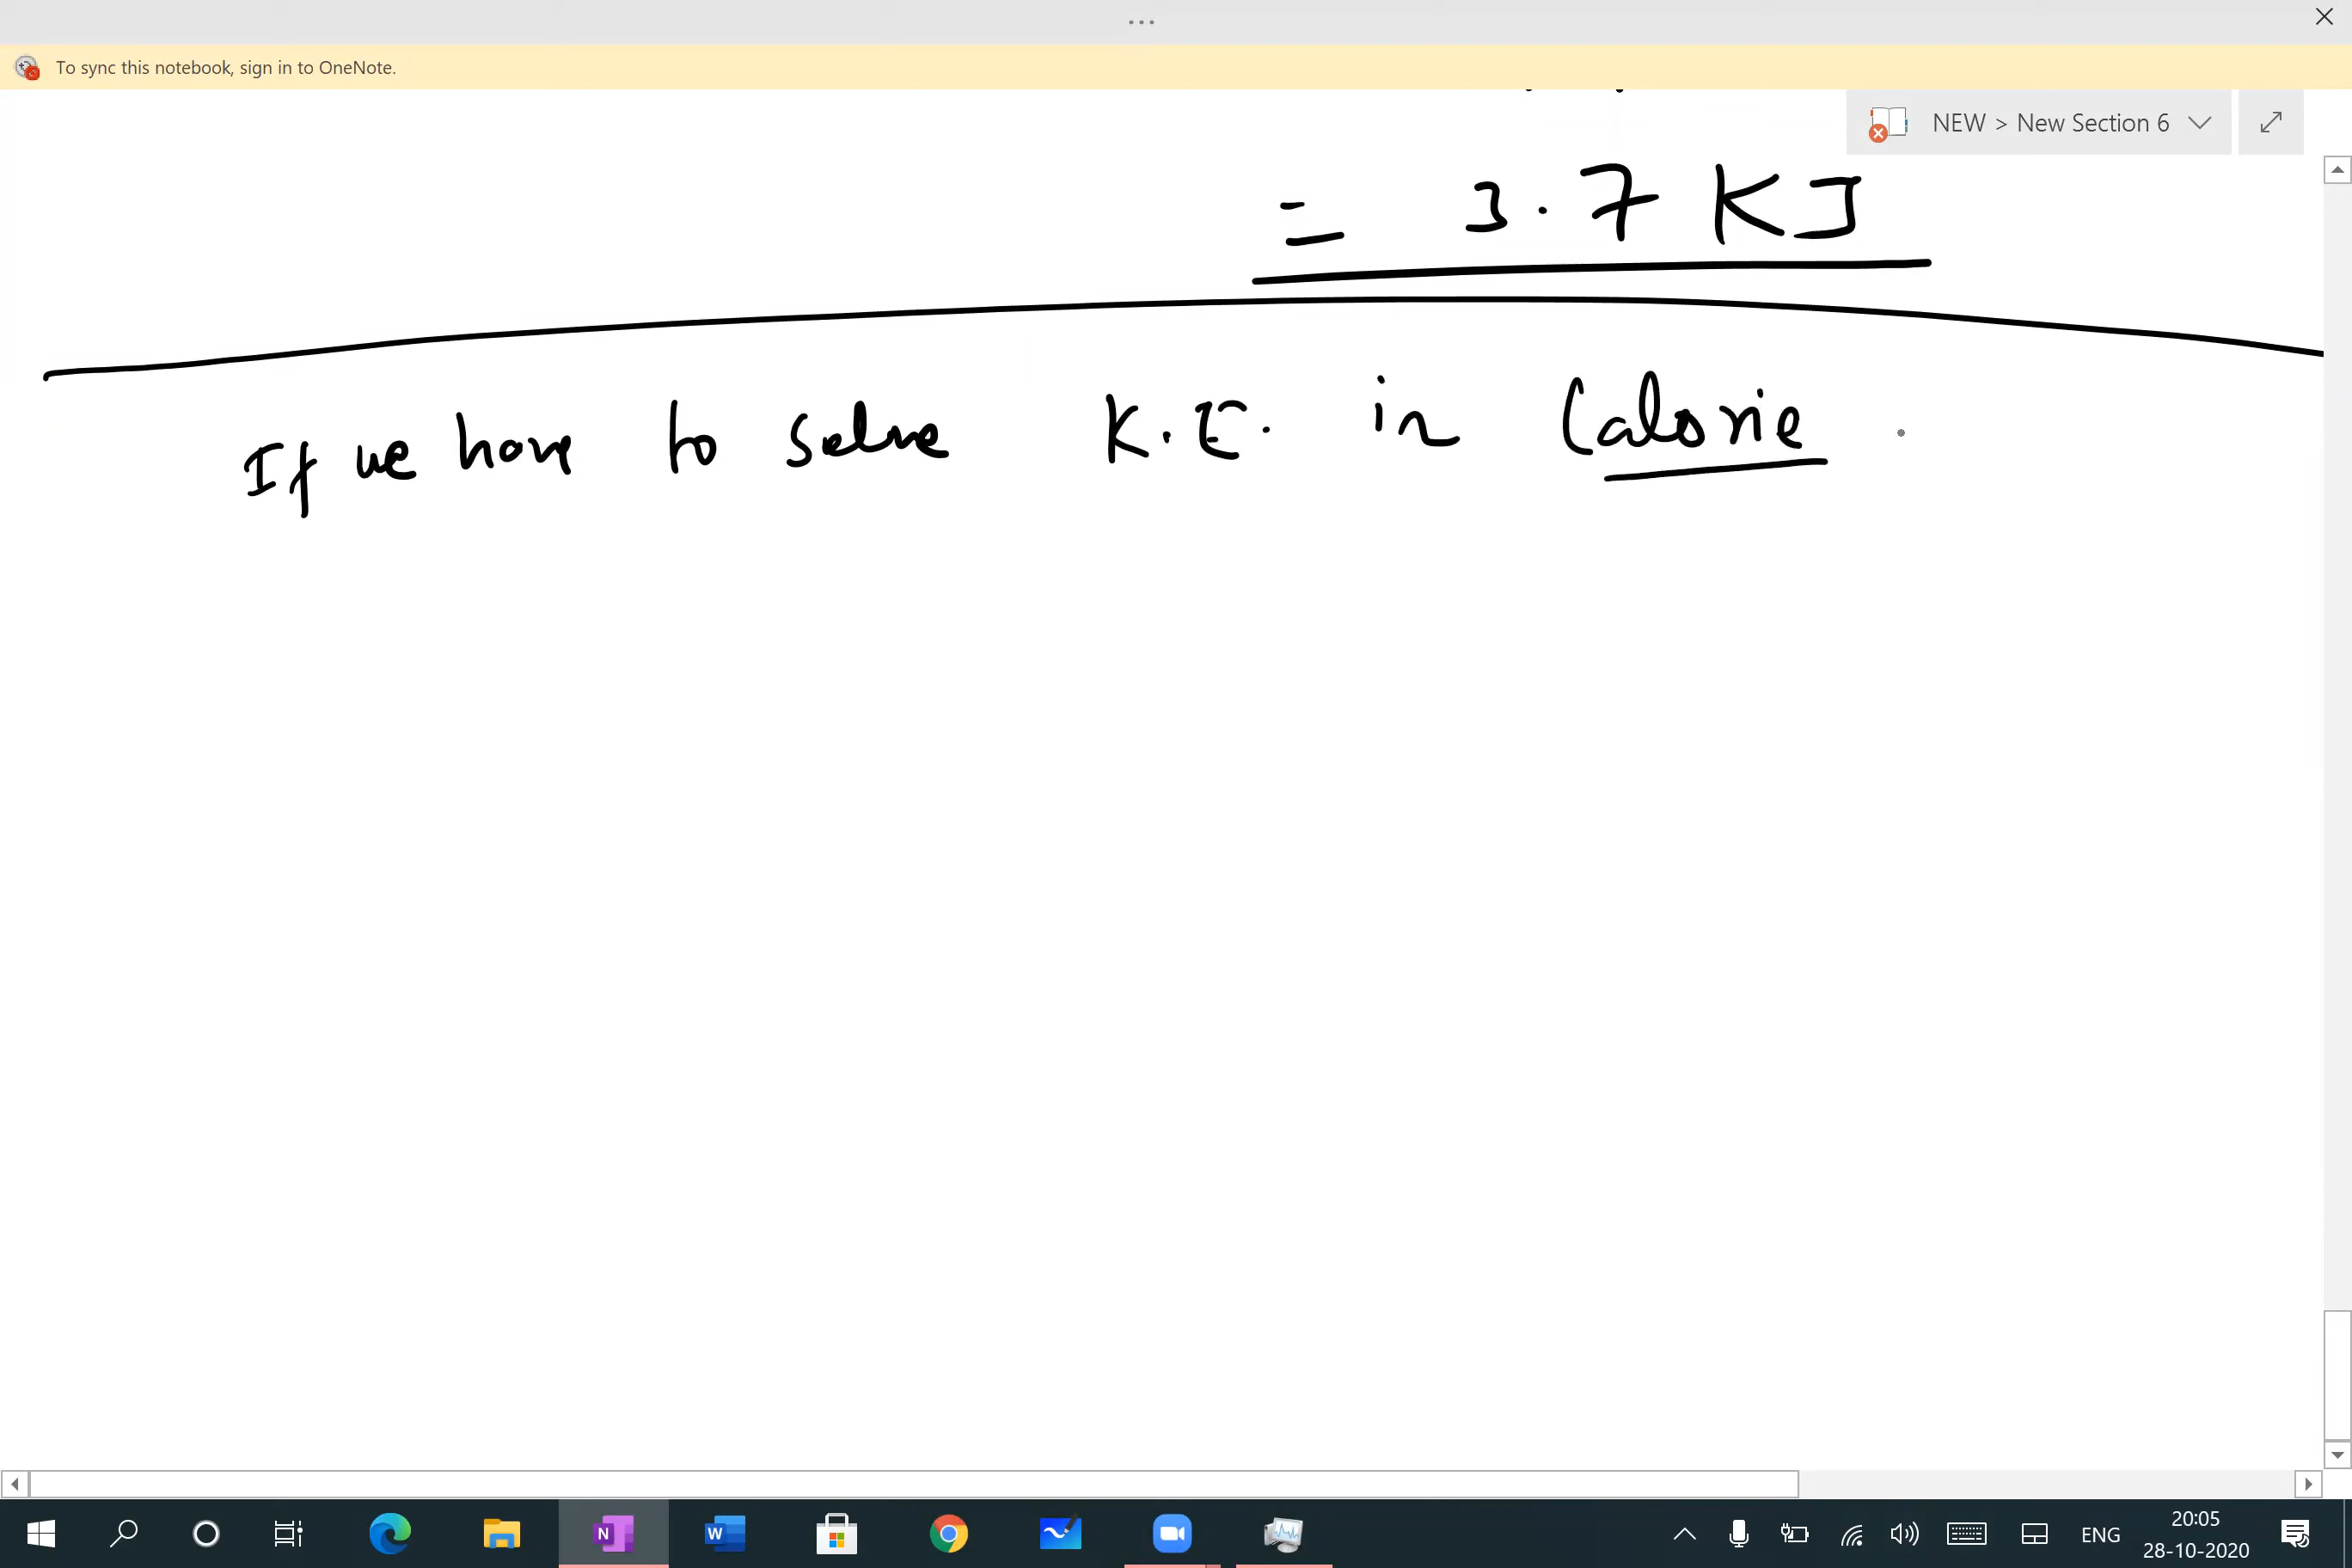 To sync this notebook, sign in to OneNote.
NEW > New Section 6
= 3.7 KJ
If we have to solve K.E. in Calorie
ENG
20:05
28-10-2020